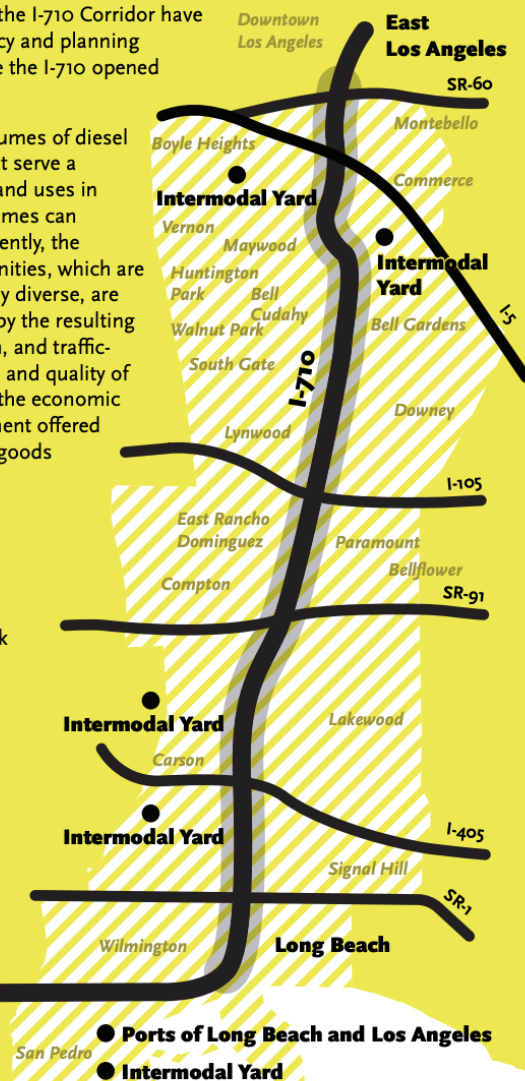 the I-710 Corridor have
cy and planning
e the I-710 opened
umes of diesel
t serve a
and uses in
mes can
ently, the
nities, which are
y diverse, are
by the resulting
n, and traffic-
and quality of
the economic
nent offered
goods
k
Downtown
Los Angeles
East
Los Angeles
SR-60
Montebello
Boyle Heights
Commerce
Intermodal Yard
Vernon
Maywood
Intermodal
Yard
Huntington
Park
Bell
Cudahy
I-5
Walnut Park
Bell Gardens
South Gate
I-710
Downey
Lynwood
I-105
East Rancho
Dominguez
Paramount
Bellflower
Compton
SR-91
Intermodal Yard
Lakewood
Carson
Intermodal Yard
I-405
Signal Hill
SR-1
Wilmington
Long Beach
Ports of Long Beach and Los Angeles
San Pedro
Intermodal Yard